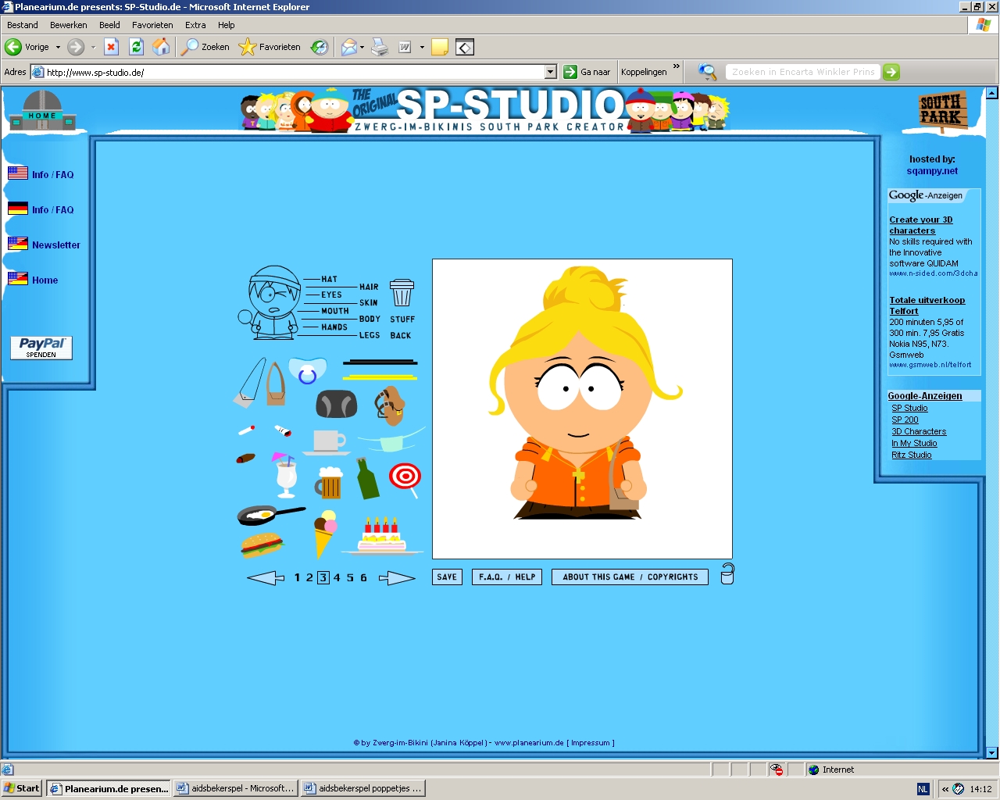 Planearium.de presents: SP-Studio.de - Microsoft Internet Explorer
Bestand Bewerken Beeld Favorieten Extra Help
Vorige Zoeken Favorieten
Adres http://www.sp-studio.de/ Ga naar Koppelingen » Zoeken in Encarta Winkler Prins
HOME
THE ORIGINAL SP-STUDIO
ZWERG-IM-BIKINIS SOUTH PARK CREATOR
SOUTH PARK
Info / FAQ
Info / FAQ
Newsletter
Home
PayPal
SPENDEN
HAT
HAIR
EYES
SKIN
MOUTH
BODY
HANDS
LEGS
STUFF
BACK
1 2 3 4 5 6
SAVE
F.A.Q. / HELP
ABOUT THIS GAME / COPYRIGHTS
hosted by:
sqampy.net
Google-Anzeigen
Create your 3D
characters
No skills required with
the Innovative
software QUIDAM
www.n-sided.com/3dcha
Totale uitverkoop
Telfort
200 minuten 5,95 of
300 min. 7,95 Gratis
Nokia N95, N73.
Gsmweb
www.gsmweb.nl/telfort
Google-Anzeigen
SP Studio
SP 200
3D Characters
In My Studio
Ritz Studio
© by Zwerg-im-Bikini (Janina Köppel) - www.planearium.de [ Impressum ]
Internet
Start Planearium.de presen... aidsbekerspel - Microsoft... aidsbekerspel poppetjes ... NL « 14:12